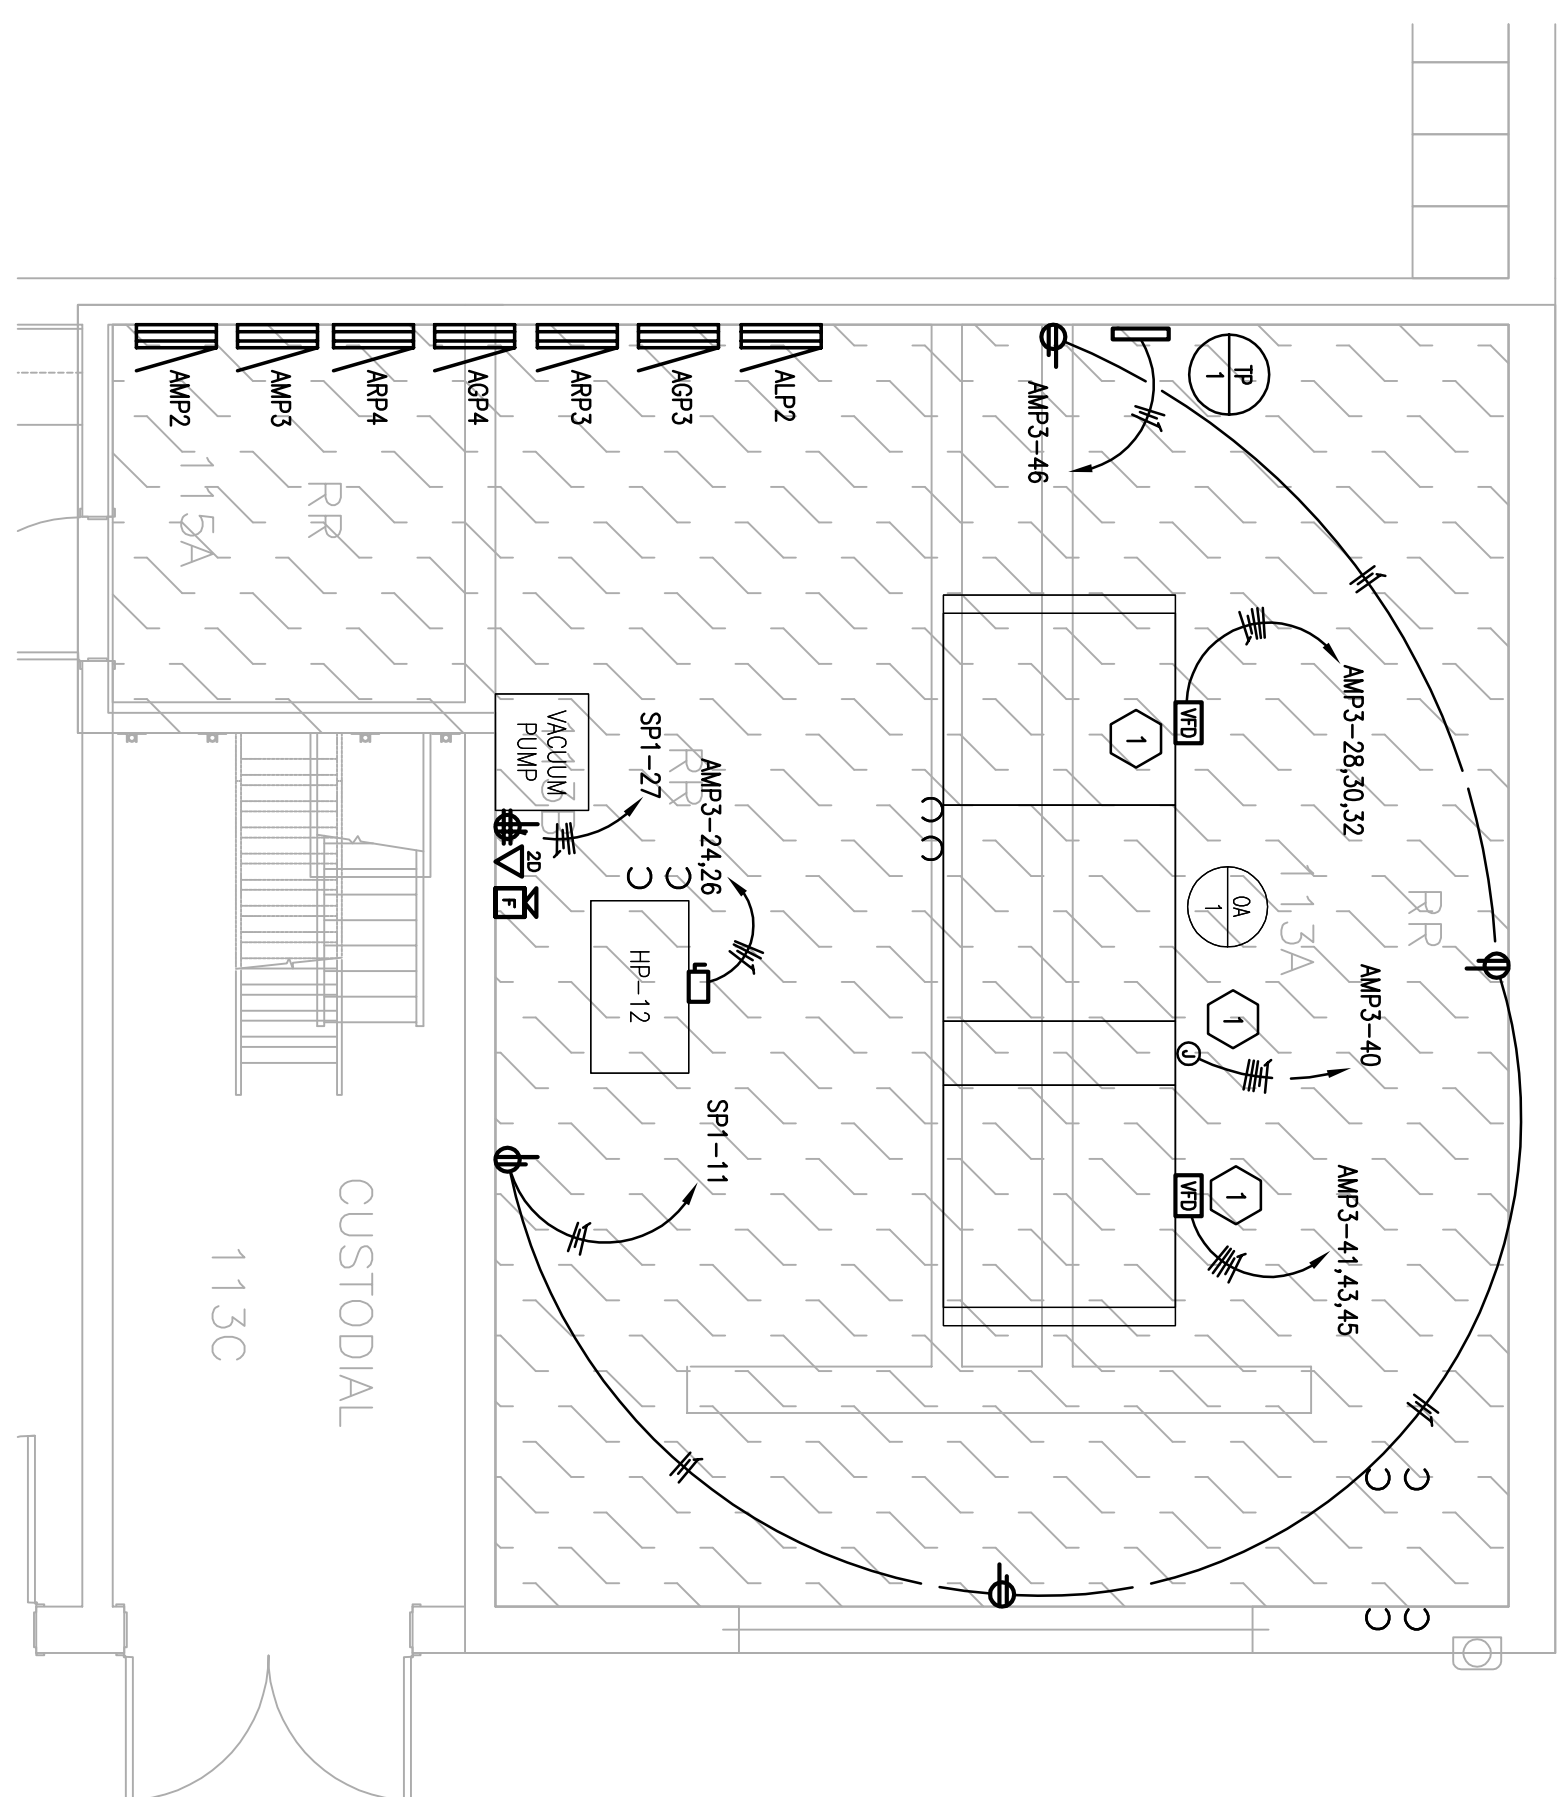 RR
113A
AMP3-40
AMP3-28,30,32
AMP3-41,43,45
TP
1
OA
1
1
1
1
VFD
J
VFD
AMP3-46
ALP2
AGP3
ARP3
AGP4
ARP4
AMP3
AMP2
SP1-11
AMP3-24,26
RR
SP1-27
HP-12
VACUUM
PUMP
2D
F
RR
115A
CUSTODIAL
113C